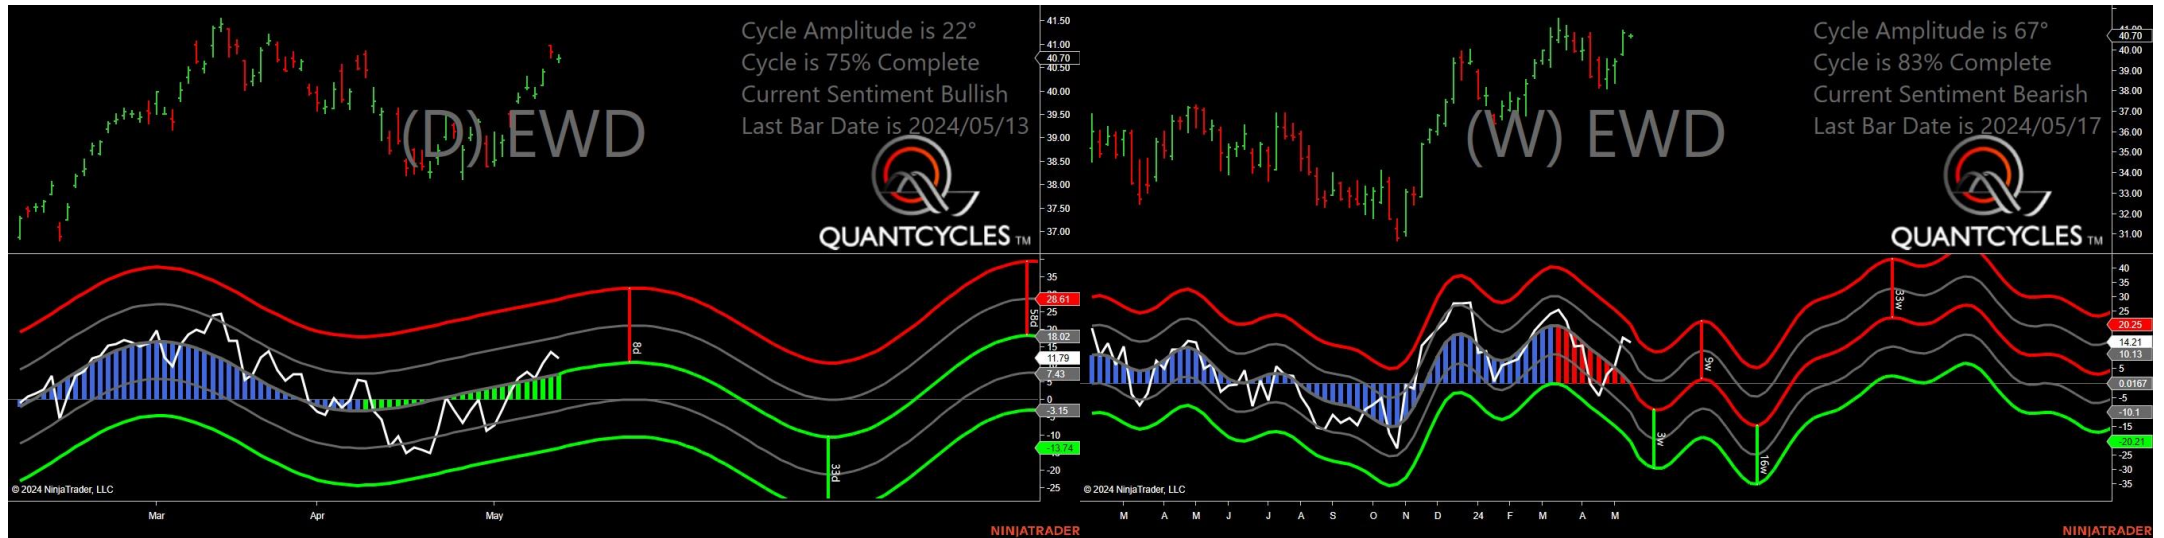 Cycle Amplitude is 22°
Cycle is 75% Complete
Current Sentiment Bullish
Last Bar Date is 2024/05/13
(D) EWD
QUANTCYCLES TM
41.50
41.00
40.70
40.50
40.00
39.50
39.00
38.50
38.00
37.50
37.00
35
28.61
25
20
18.02
15
11.79
7.43
5
0
-3.15
-10
-13.74
-20
-25
8d
33d
58d
© 2024 NinjaTrader, LLC
Mar Apr May
NINJATRADER
Cycle Amplitude is 67°
Cycle is 83% Complete
Current Sentiment Bearish
Last Bar Date is 2024/05/17
(W) EWD
QUANTCYCLES TM
41.00
40.70
40.00
39.00
38.00
37.00
36.00
35.00
34.00
33.00
32.00
31.00
40
35
30
25
20.25
14.21
10.13
5
0.0167
-5
-10.1
-15
-20.21
-25
-30
-35
3w
9w
16w
33w
© 2024 NinjaTrader, LLC
M A M J J A S O N D 24 F M A M
NINJATRADER